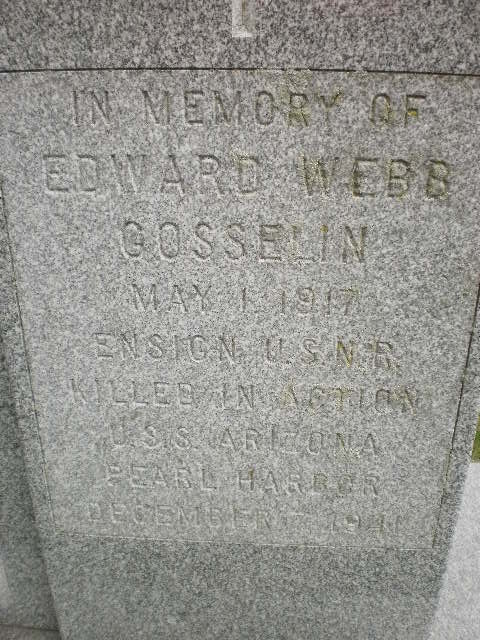 IN MEMORY OF
EDWARD WEBB
GOSSELIN
MAY 1, 1917
ENSIGN U.S.N.R.
KILLED IN ACTION
U.S.S. ARIZONA
PEARL HARBOR
DECEMBER 7, 1941